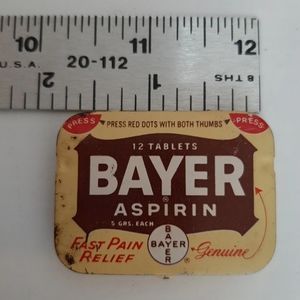 10 11 12
U.S.A. 20-112 8THS
2 1
PRESS PRESS RED DOTS WITH BOTH THUMBS PRESS
12 TABLETS
BAYER
®
ASPIRIN
5 GRS. EACH
FAST PAIN RELIEF
BAYER
BAYER
®
Genuine